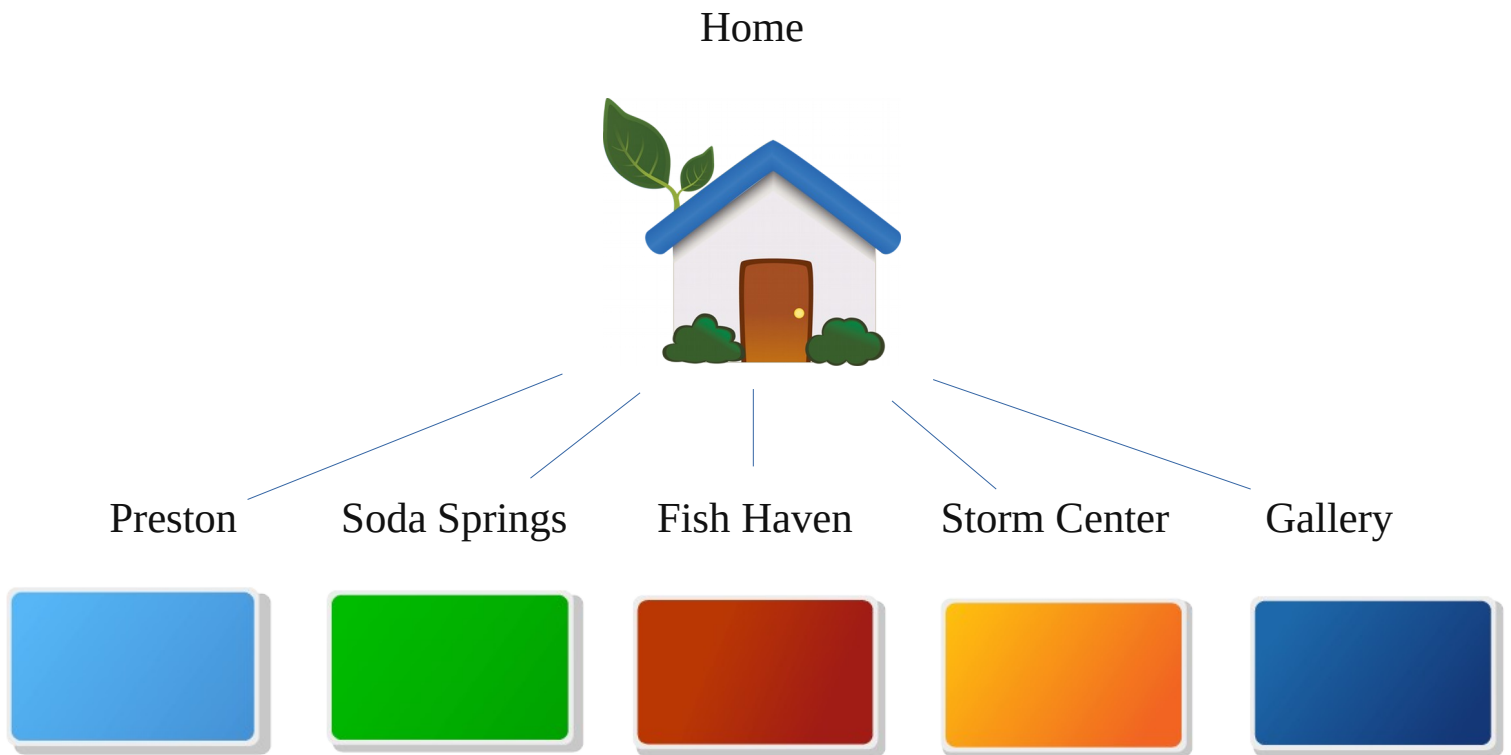 Home
Preston
Soda Springs
Fish Haven
Storm Center
Gallery